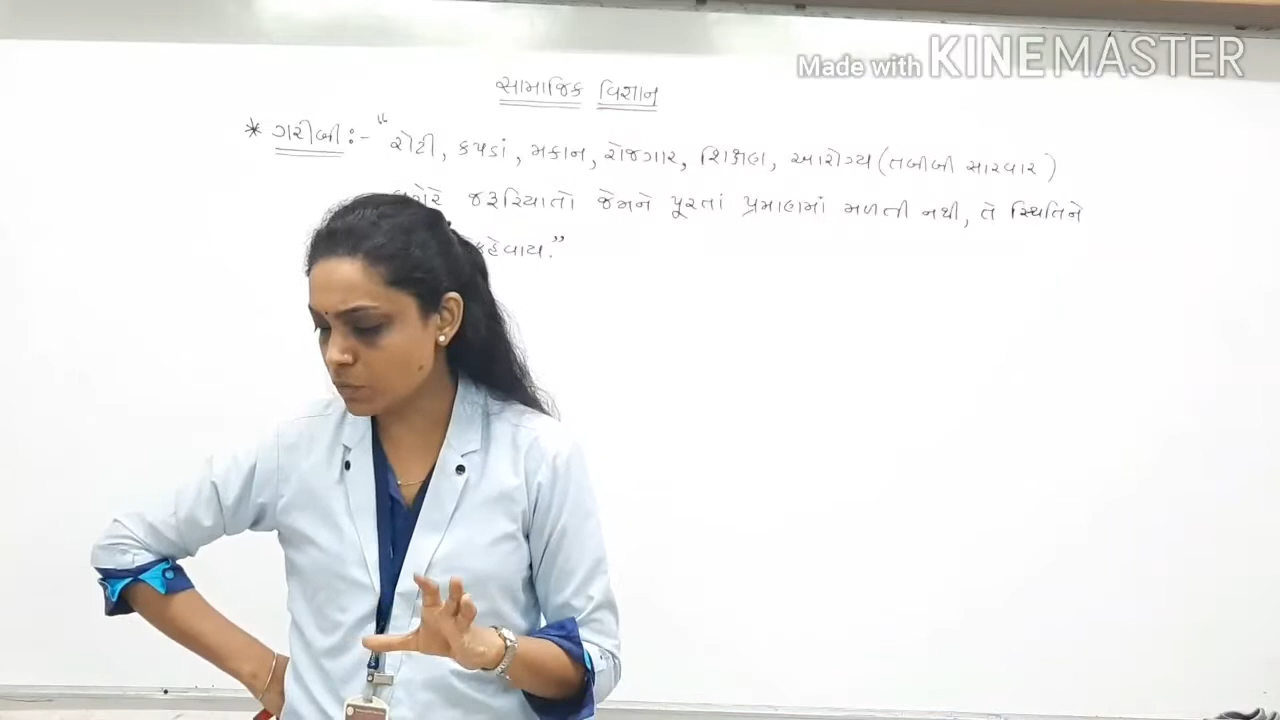 Made with KINEMASTER
સામાજિક વિજ્ઞાન
* ગરીબી :- “ રોટી, કપડાં, મકાન, રોજગાર, શિક્ષણ, આરોગ્ય (તબીબી સારવાર)
જરૂરિયાતો જેમને પૂરતાં પ્રમાણમાં મળતી નથી, તે સ્થિતિને
કહેવાય.”